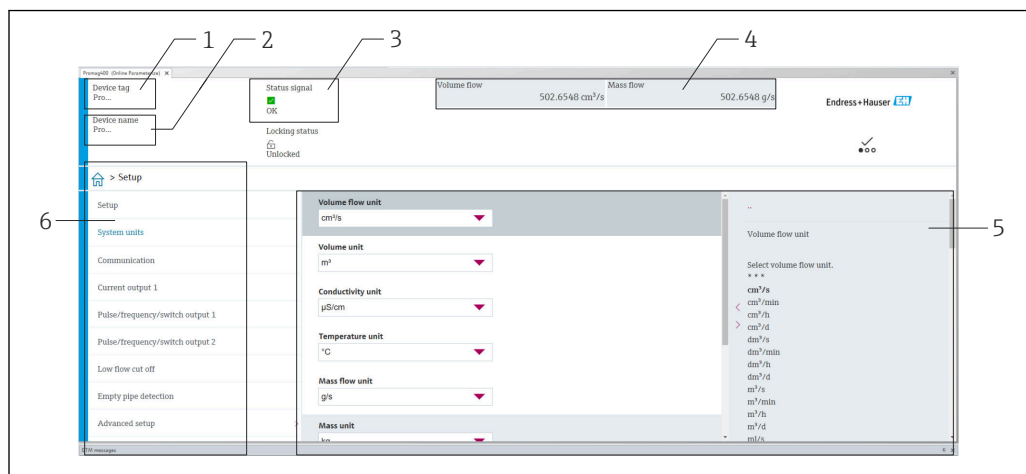 1
2
3
4
Promag400 (Online Parameterize) X
Device tag
Pro...
Device name
Pro...
Status signal
OK
Locking status
Unlocked
Volume flow
502.6548 cm³/s
Mass flow
502.6548 g/s
Endress+Hauser EH
> Setup
6
5
Setup
System units
Communication
Current output 1
Pulse/frequency/switch output 1
Pulse/frequency/switch output 2
Low flow cut off
Empty pipe detection
Advanced setup >
Volume flow unit
cm³/s
Volume unit
m³
Conductivity unit
µS/cm
Temperature unit
°C
Mass flow unit
g/s
Mass unit
kg
..
Volume flow unit
Select volume flow unit.
* * *
cm³/s
cm³/min
cm³/h
cm³/d
dm³/s
dm³/min
dm³/h
dm³/d
m³/s
m³/min
m³/h
m³/d
ml/s
DTM messages